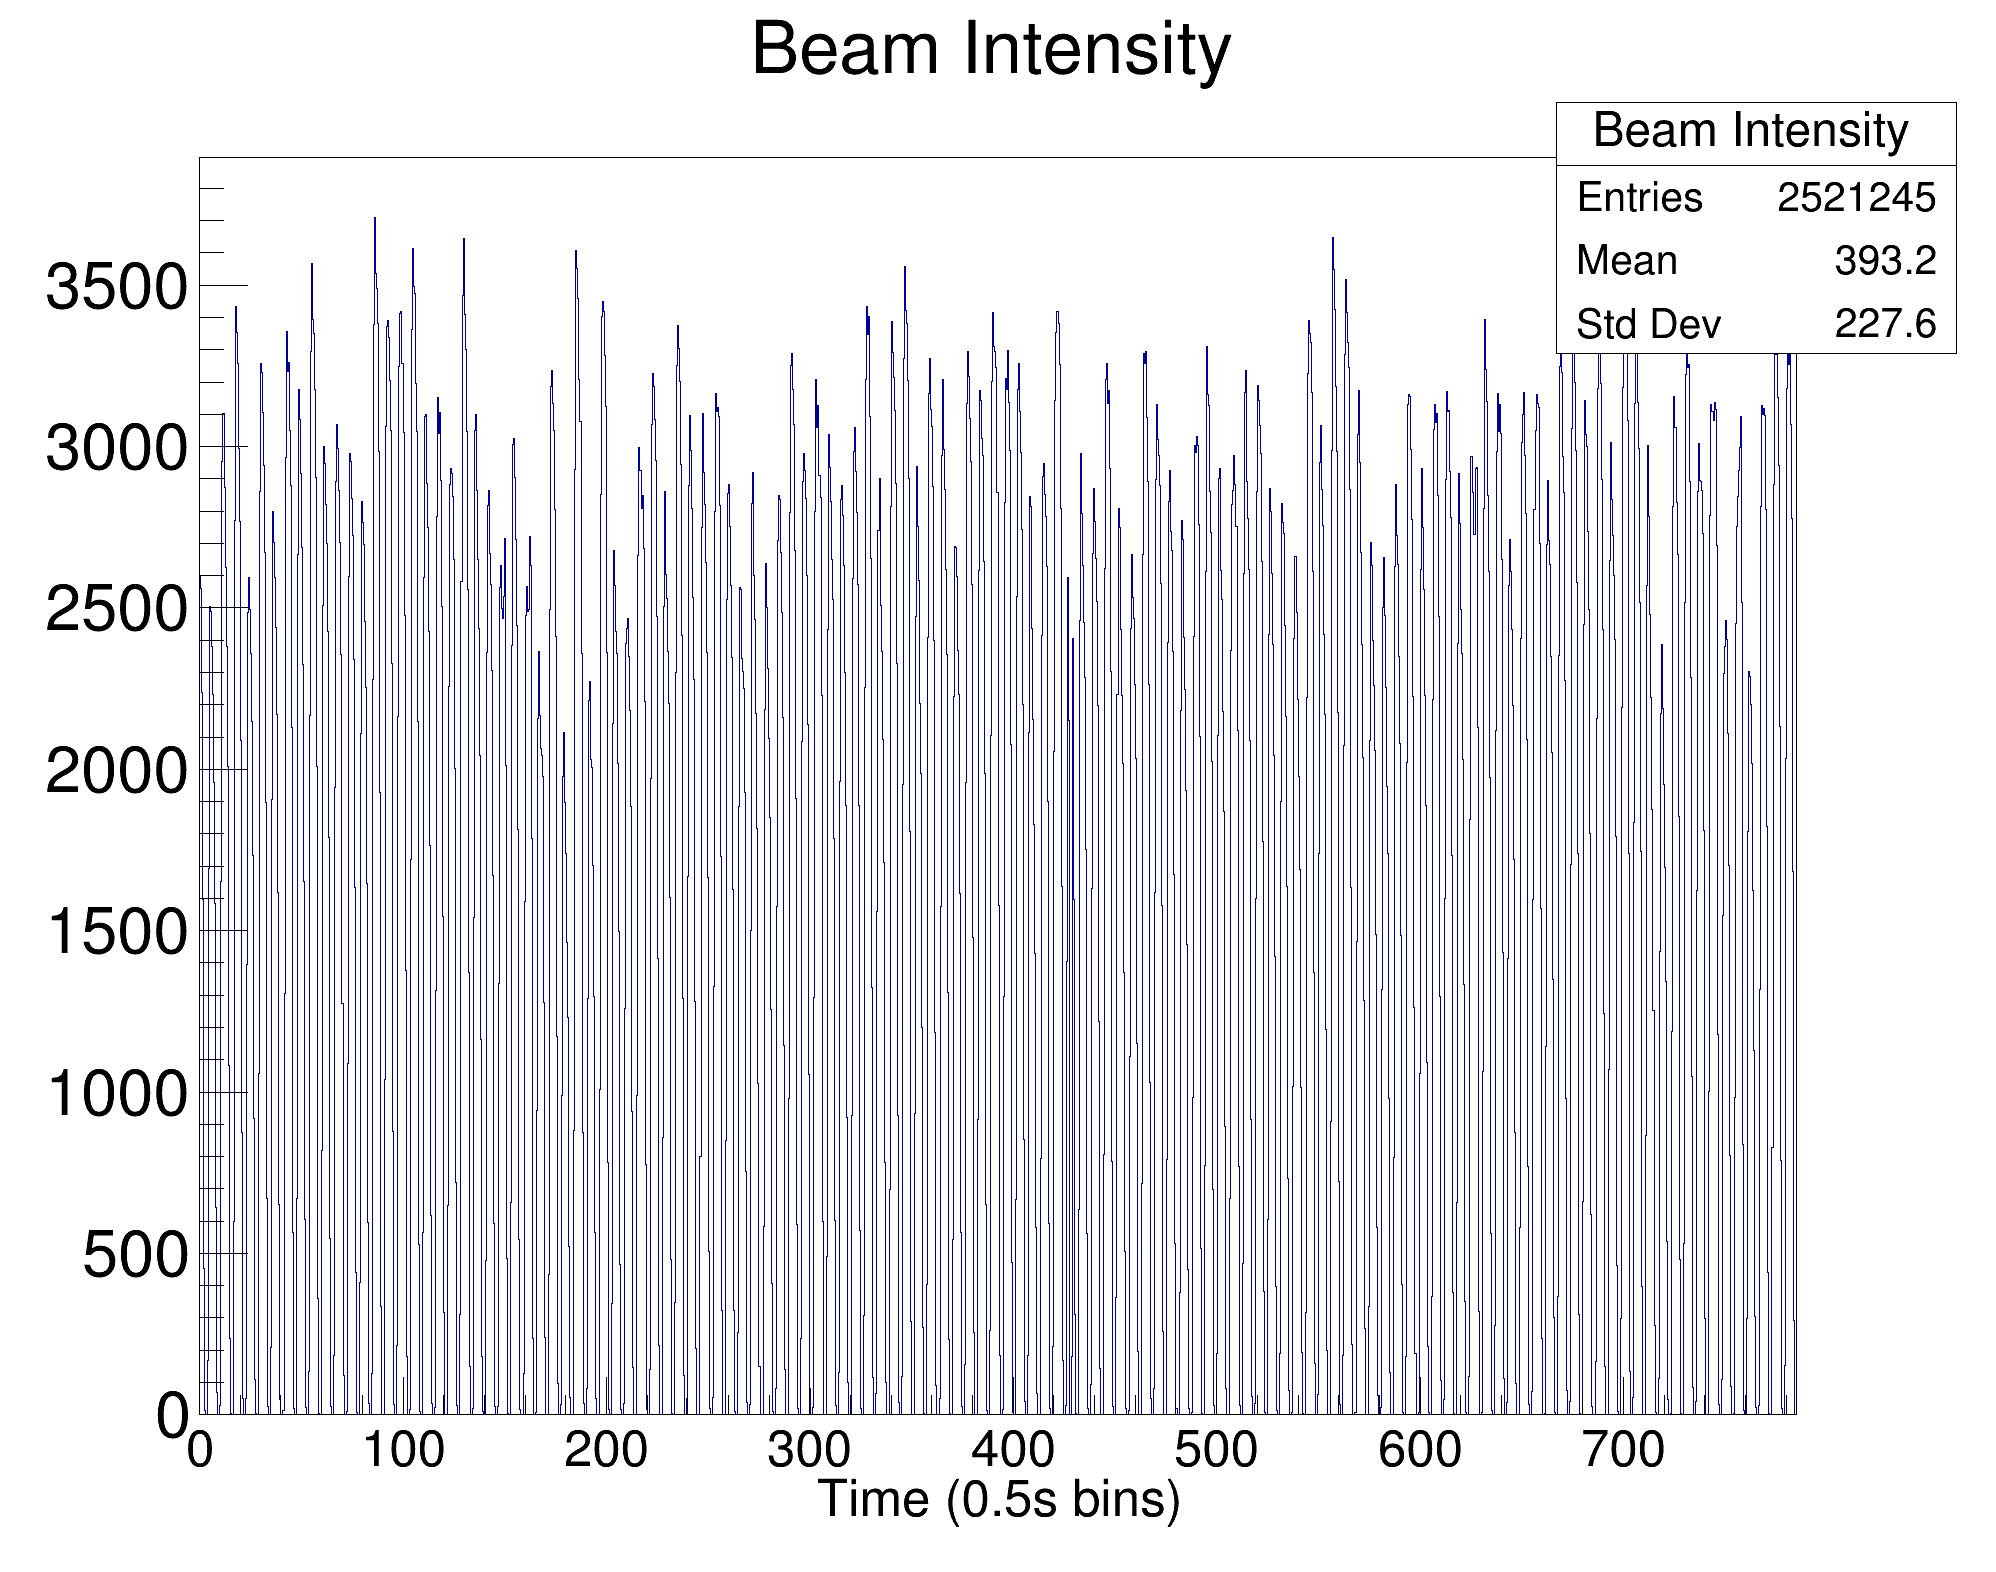 Beam Intensity
Beam Intensity
Entries 2521245
Mean 393.2
Std Dev 227.6
3500
3000
2500
2000
1500
1000
500
0
0 100 200 300 400 500 600 700
Time (0.5s bins)